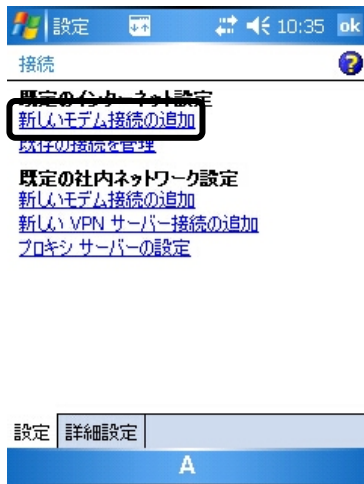 設定 10:35 ok
接続
既定のインターネット設定
新しいモデム接続の追加
既存の接続を管理
既定の社内ネットワーク設定
新しいモデム接続の追加
新しい VPN サーバー接続の追加
プロキシ サーバーの設定
設定 詳細設定
A